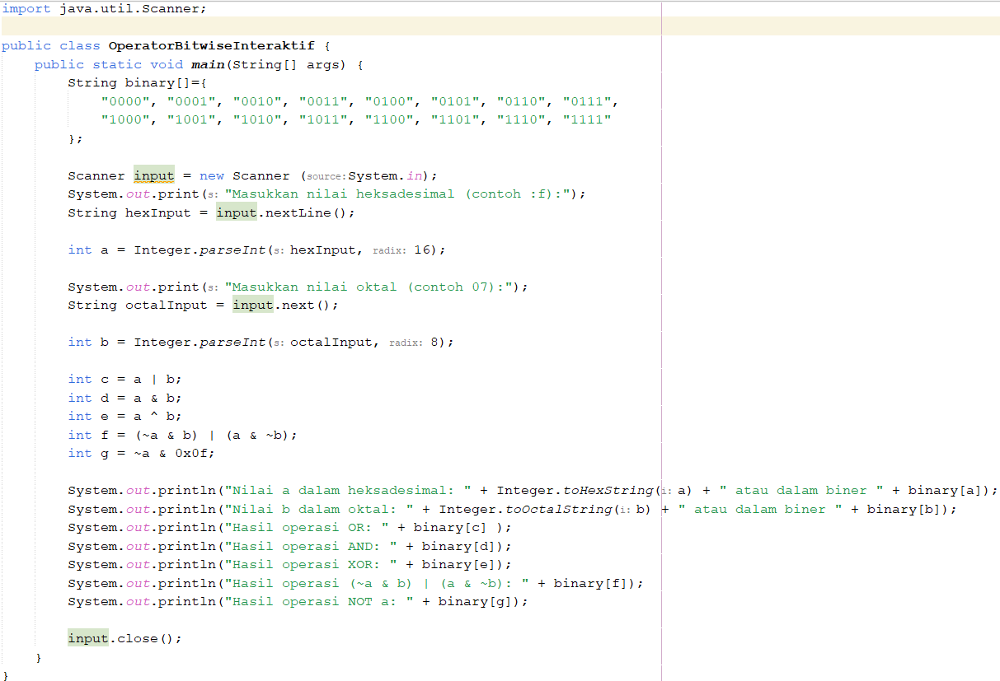 import java.util.Scanner;
public class OperatorBitwiseInteraktif {
public static void main(String[] args) {
String binary[]={
"0000", "0001", "0010", "0011", "0100", "0101", "0110", "0111",
"1000", "1001", "1010", "1011", "1100", "1101", "1110", "1111"
};
Scanner input = new Scanner (source:System.in);
System.out.print(s: "Masukkan nilai heksadesimal (contoh :f):");
String hexInput = input.nextLine();
int a = Integer.parseInt(s: hexInput, radix: 16);
System.out.print(s: "Masukkan nilai oktal (contoh 07):");
String octalInput = input.next();
int b = Integer.parseInt(s: octalInput, radix: 8);
int c = a | b;
int d = a & b;
int e = a ^ b;
int f = (~a & b) | (a & ~b);
int g = ~a & 0x0f;
System.out.println("Nilai a dalam heksadesimal: " + Integer.toHexString(i: a) + " atau dalam biner " + binary[a]);
System.out.println("Nilai b dalam oktal: " + Integer.toOctalString(i: b) + " atau dalam biner " + binary[b]);
System.out.println("Hasil operasi OR: " + binary[c] );
System.out.println("Hasil operasi AND: " + binary[d]);
System.out.println("Hasil operasi XOR: " + binary[e]);
System.out.println("Hasil operasi (~a & b) | (a & ~b): " + binary[f]);
System.out.println("Hasil operasi NOT a: " + binary[g]);
input.close();
}
}